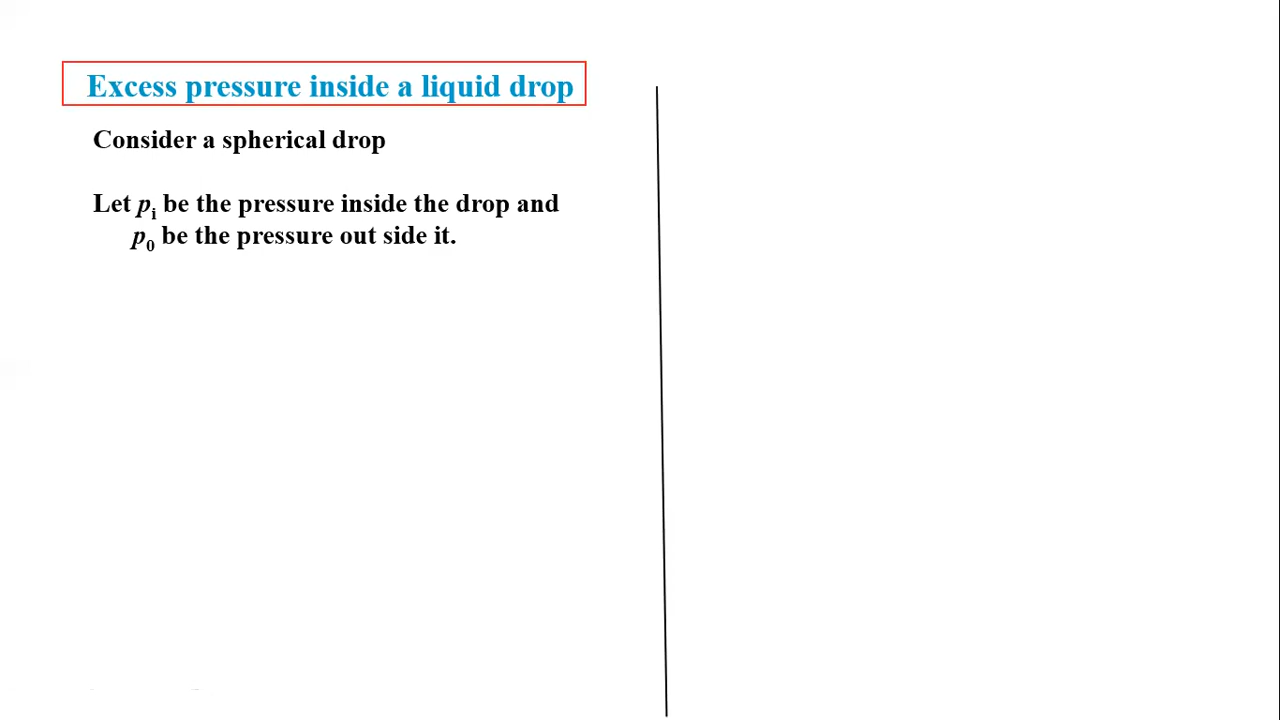 Excess pressure inside a liquid drop
Consider a spherical drop
Let pᵢ be the pressure inside the drop and
p₀ be the pressure out side it.